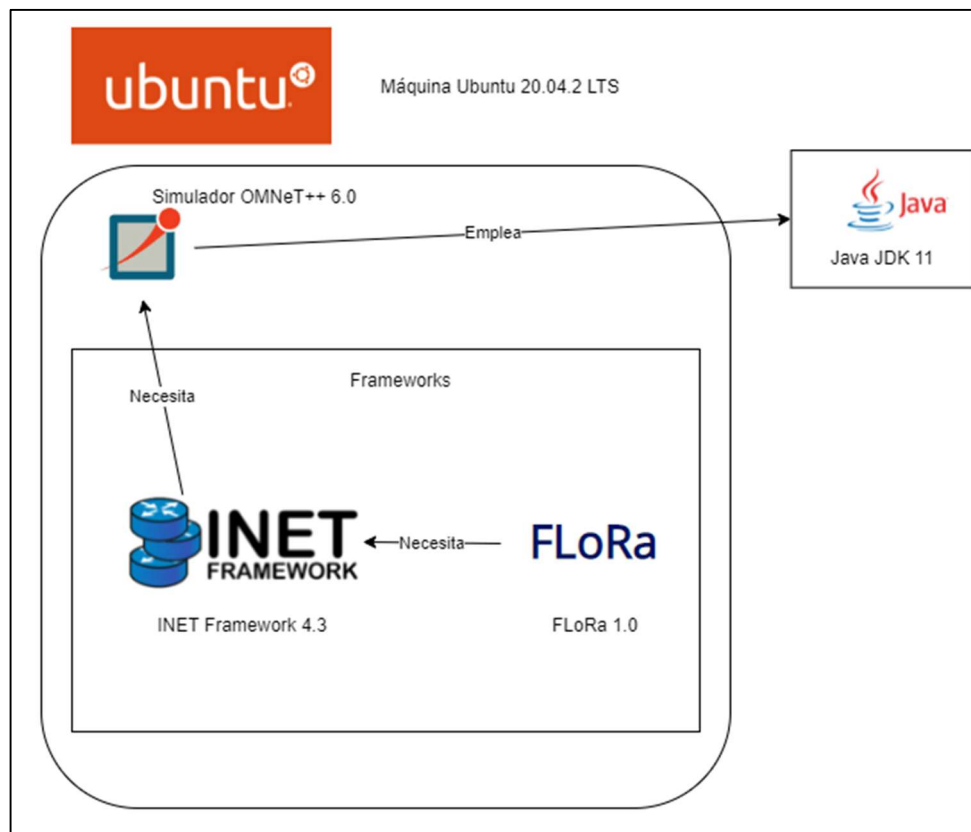 ubuntu
Máquina Ubuntu 20.04.2 LTS
Simulador OMNeT++ 6.0
Emplea
Java
Java JDK 11
Necesita
Frameworks
INET
FRAMEWORK
Necesita
FLoRa
INET Framework 4.3
FLoRa 1.0